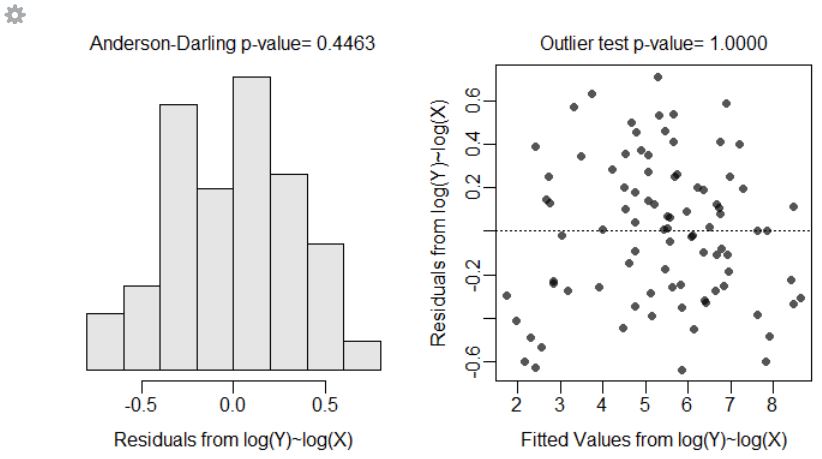 Anderson-Darling p-value= 0.4463
-0.5 0.0 0.5
Residuals from log(Y)~log(X)
Outlier test p-value= 1.0000
Residuals from log(Y)~log(X)
0.6
0.4
0.2
-0.2
-0.6
2 3 4 5 6 7 8
Fitted Values from log(Y)~log(X)